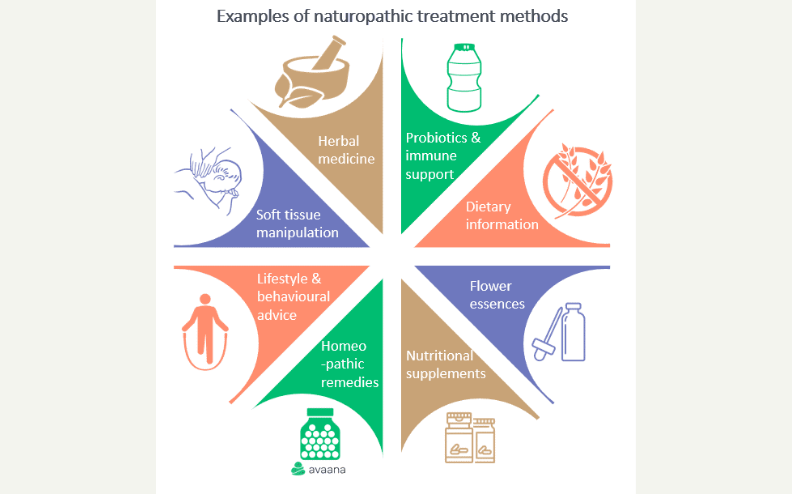 Examples of naturopathic treatment methods
Herbal
medicine
Probiotics &
immune
support
Dietary
information
Soft tissue
manipulation
Lifestyle &
behavioural
advice
Flower
essences
Homeo
-pathic
remedies
Nutritional
supplements
avaana